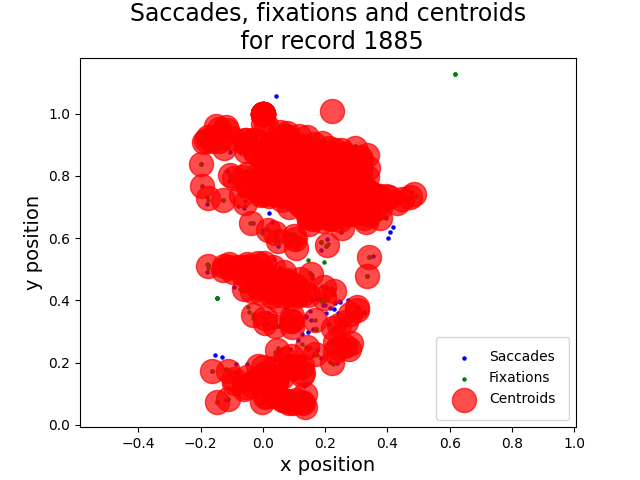 Saccades, fixations and centroids
for record 1885
1.0
0.8
0.6
0.4
0.2
0.0
y position
Saccades
Fixations
Centroids
−0.4
−0.2
0.0
0.2
0.4
0.6
0.8
1.0
x position